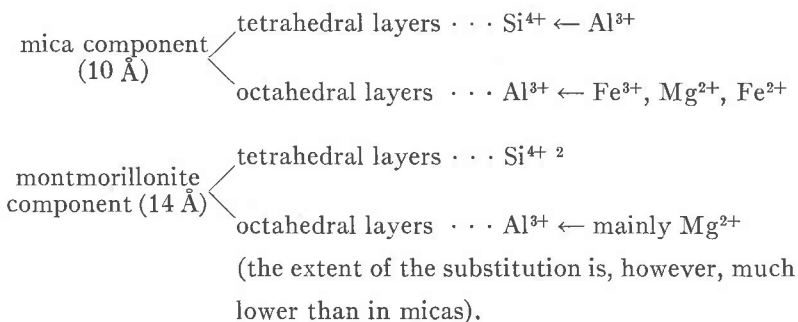 tetrahedral layers · · · Si⁴⁺ ← Al³⁺
mica component
(10 Å)
octahedral layers · · · Al³⁺ ← Fe³⁺, Mg²⁺, Fe²⁺
tetrahedral layers · · · Si⁴⁺ ²
montmorillonite
component (14 Å)
octahedral layers · · · Al³⁺ ← mainly Mg²⁺
(the extent of the substitution is, however, much
lower than in micas).